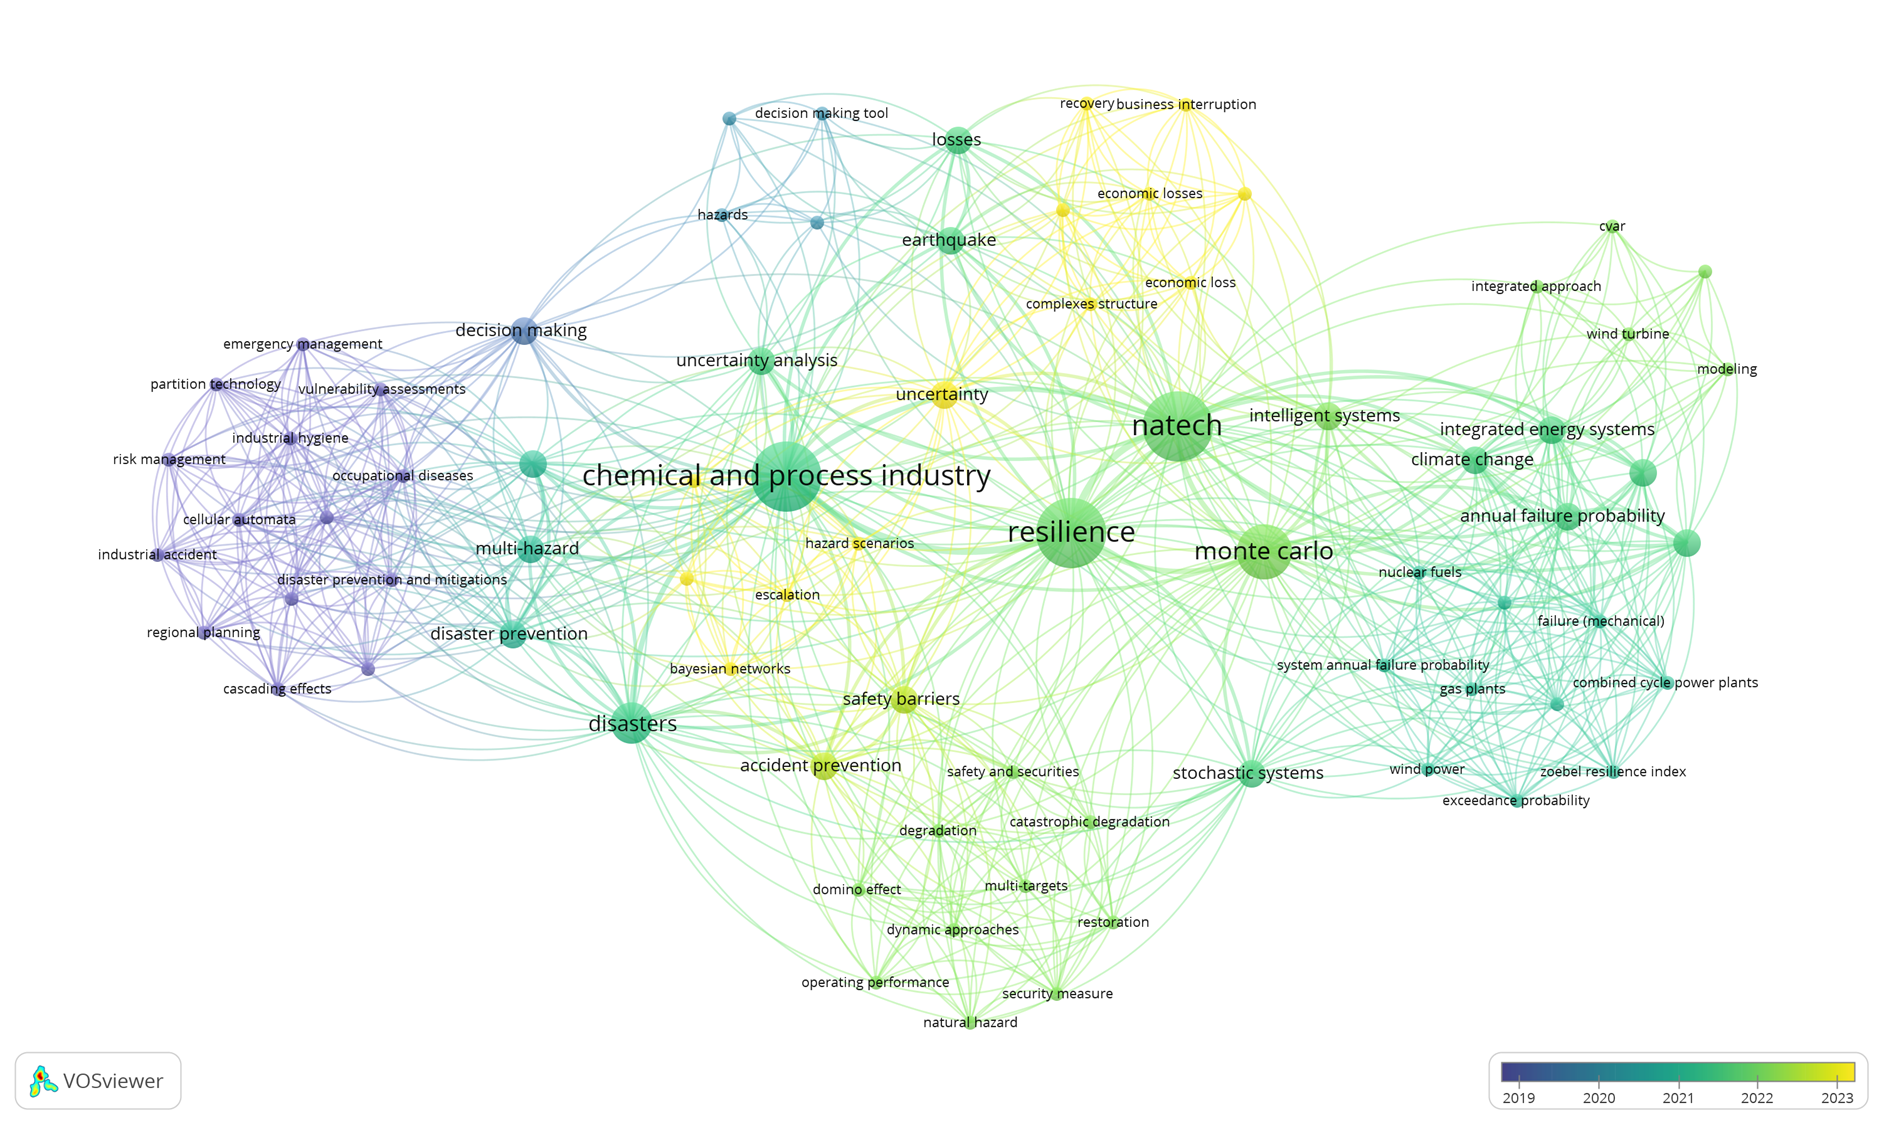 recovery
business interruption
decision making tool
losses
economic losses
hazards
cvar
earthquake
economic loss
integrated approach
complexes structure
decision making
wind turbine
emergency management
uncertainty analysis
modeling
partition technology
vulnerability assessments
uncertainty
intelligent systems
natech
integrated energy systems
industrial hygiene
risk management
climate change
occupational diseases
chemical and process industry
cellular automata
annual failure probability
resilience
hazard scenarios
multi-hazard
monte carlo
industrial accident
nuclear fuels
disaster prevention and mitigations
escalation
failure (mechanical)
regional planning
disaster prevention
bayesian networks
system annual failure probability
combined cycle power plants
cascading effects
gas plants
safety barriers
disasters
accident prevention
safety and securities
stochastic systems
wind power
zoebel resilience index
exceedance probability
catastrophic degradation
degradation
domino effect
multi-targets
restoration
dynamic approaches
operating performance
security measure
natural hazard
VOSviewer
2019 2020 2021 2022 2023